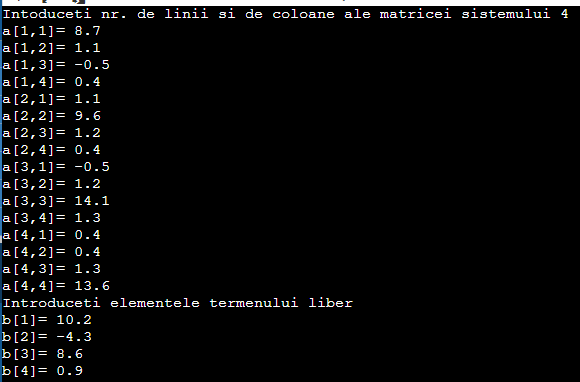 Intoduceti nr. de linii si de coloane ale matricei sistemului 4
a[1,1]= 8.7
a[1,2]= 1.1
a[1,3]= -0.5
a[1,4]= 0.4
a[2,1]= 1.1
a[2,2]= 9.6
a[2,3]= 1.2
a[2,4]= 0.4
a[3,1]= -0.5
a[3,2]= 1.2
a[3,3]= 14.1
a[3,4]= 1.3
a[4,1]= 0.4
a[4,2]= 0.4
a[4,3]= 1.3
a[4,4]= 13.6
Introduceti elementele termenului liber
b[1]= 10.2
b[2]= -4.3
b[3]= 8.6
b[4]= 0.9